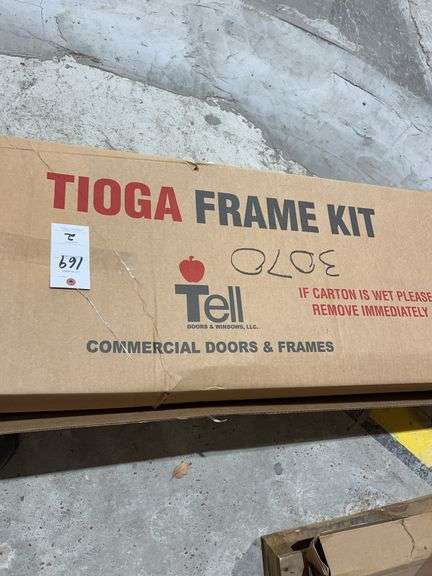 TIOGA FRAME KIT
3070
169
2
Tell
DOORS & WINDOWS, LLC.
IF CARTON IS WET PLEASE
REMOVE IMMEDIATELY
COMMERCIAL DOORS & FRAMES